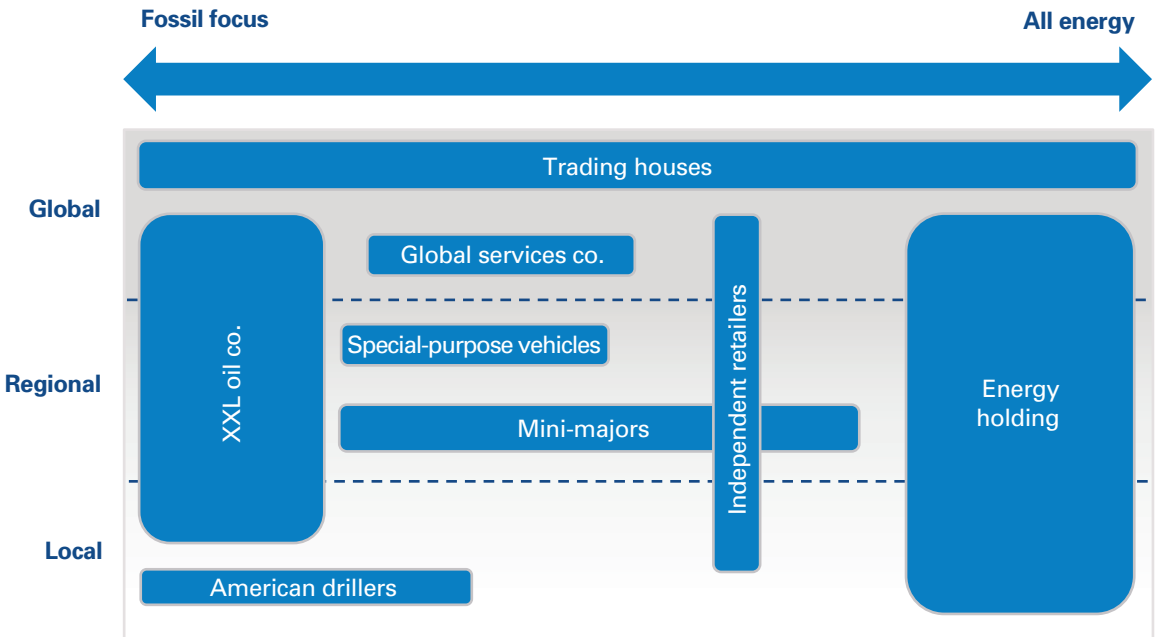 Fossil focus
All energy
Trading houses
Global
Global services co.
XXL oil co.
Special-purpose vehicles
Independent retailers
Regional
Mini-majors
Energy
holding
Local
American drillers